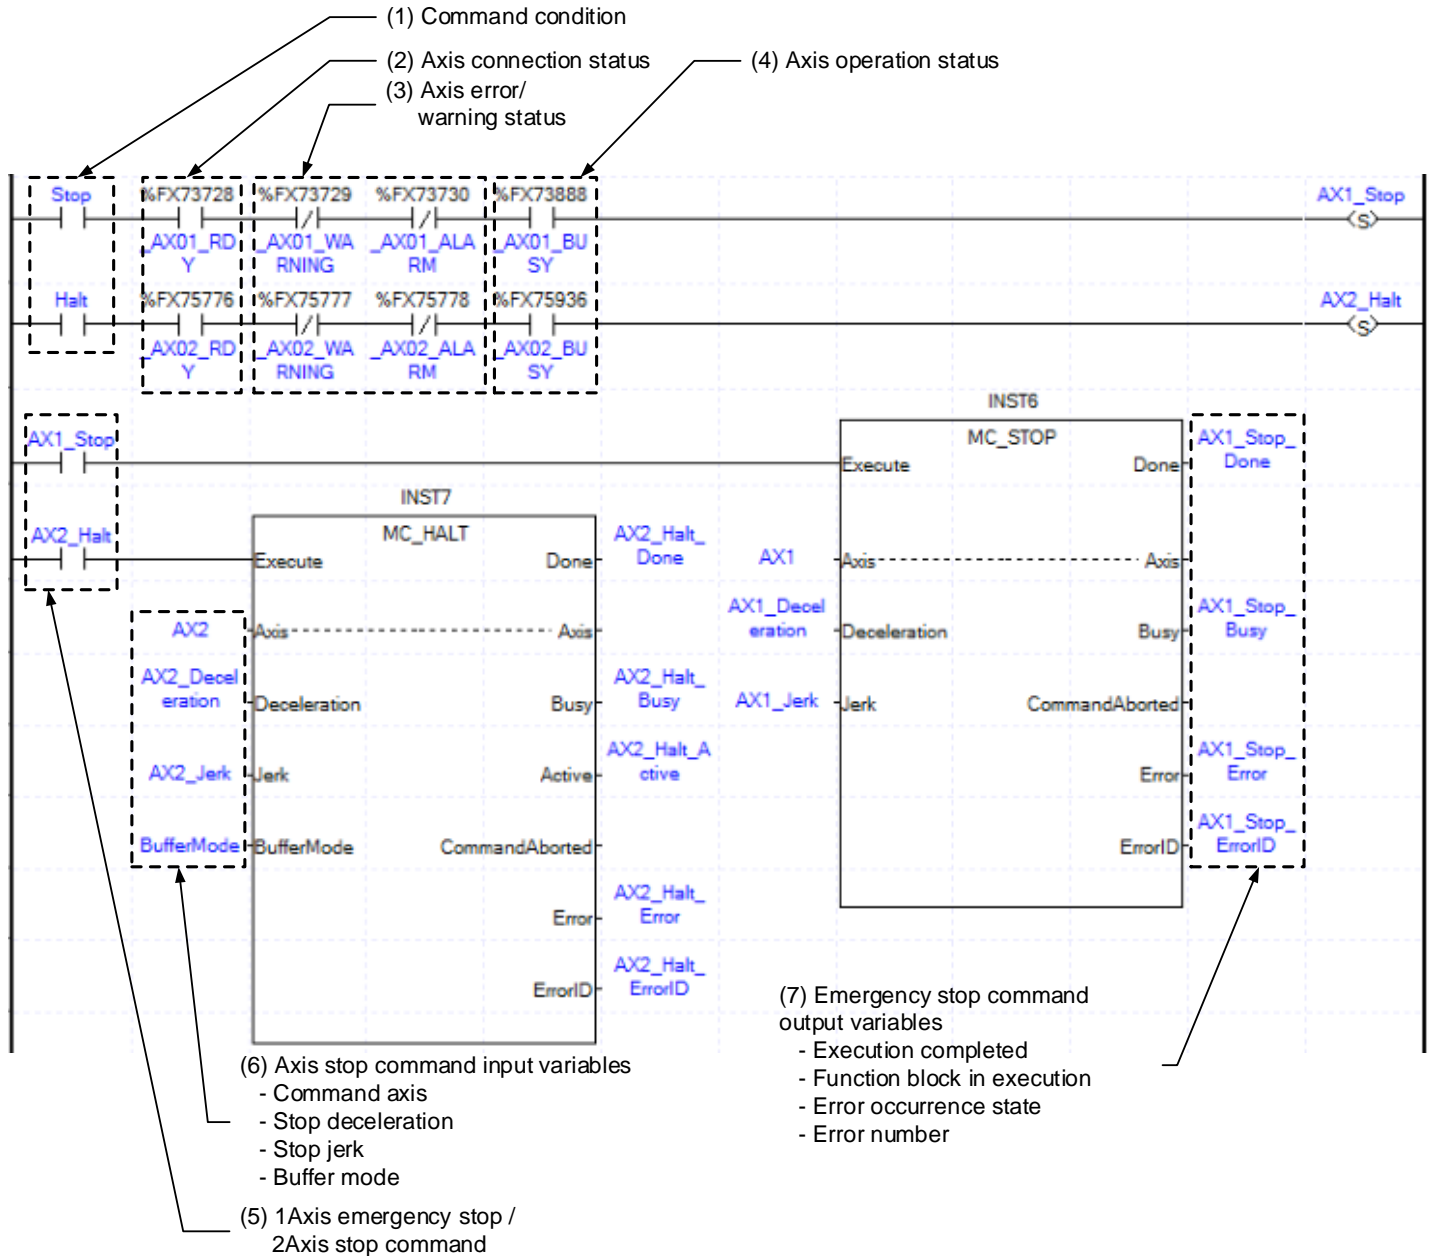 (1) Command condition
(2) Axis connection status
(4) Axis operation status
(3) Axis error/
warning status
Stop
%FX73728
%FX73729
%FX73730
%FX73888
AX1_Stop
S
_AX01_RD
Y
_AX01_WA
RNING
_AX01_ALA
RM
_AX01_BU
SY
Halt
%FX75776
%FX75777
%FX75778
%FX75936
AX2_Halt
S
_AX02_RD
Y
_AX02_WA
RNING
_AX02_ALA
RM
_AX02_BU
SY
INST6
AX1_Stop
MC_STOP
Execute
Done
AX1_Stop_
Done
INST7
AX2_Halt
MC_HALT
Execute
Done
AX2_Halt_
Done
AX1
Axis
Axis
AX2
Axis
Axis
AX1_Decel
eration
Deceleration
Busy
AX1_Stop_
Busy
AX2_Decel
eration
Deceleration
Busy
AX2_Halt_
Busy
AX1_Jerk
Jerk
CommandAborted
AX2_Jerk
Jerk
Active
AX2_Halt_A
ctive
Error
AX1_Stop_
Error
BufferMode
BufferMode
CommandAborted
ErrorID
AX1_Stop_
ErrorID
Error
AX2_Halt_
Error
ErrorID
AX2_Halt_
ErrorID
(7) Emergency stop command
output variables
- Execution completed
- Function block in execution
- Error occurrence state
- Error number
(6) Axis stop command input variables
- Command axis
- Stop deceleration
- Stop jerk
- Buffer mode
(5) 1Axis emergency stop /
2Axis stop command